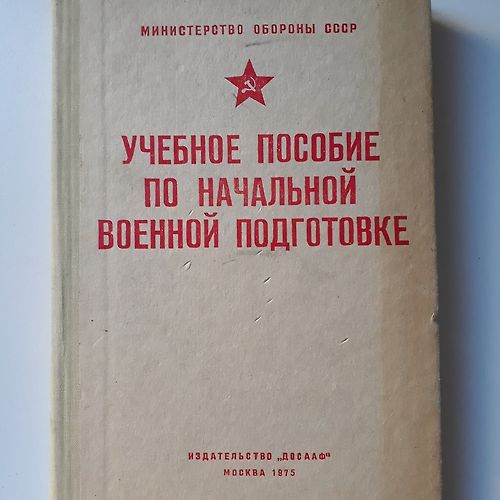 МИНИСТЕРСТВО ОБОРОНЫ СССР
УЧЕБНОЕ ПОСОБИЕ
ПО НАЧАЛЬНОЙ
ВОЕННОЙ ПОДГОТОВКЕ
ИЗДАТЕЛЬСТВО „ДОСААФ“
МОСКВА 1975